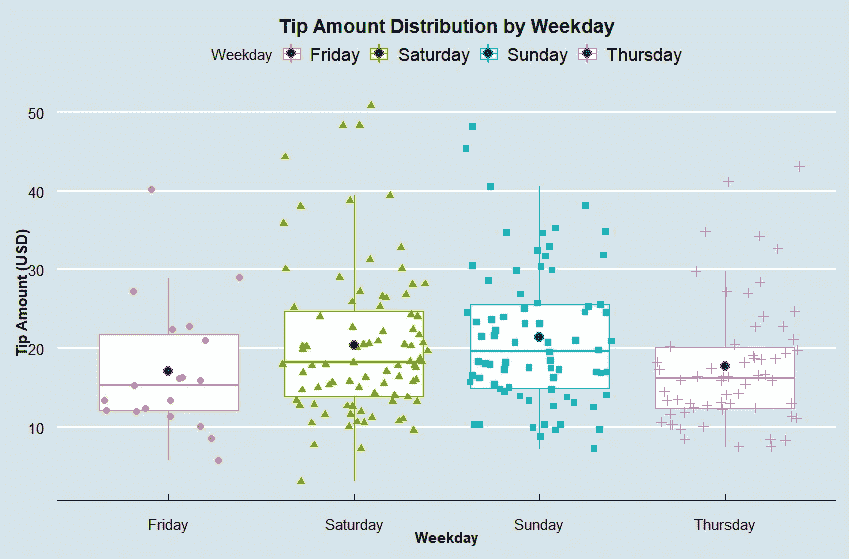 Tip Amount Distribution by Weekday
Weekday Friday Saturday Sunday Thursday
50
40
30
20
10
Tip Amount (USD)
Friday Saturday Sunday Thursday
Weekday